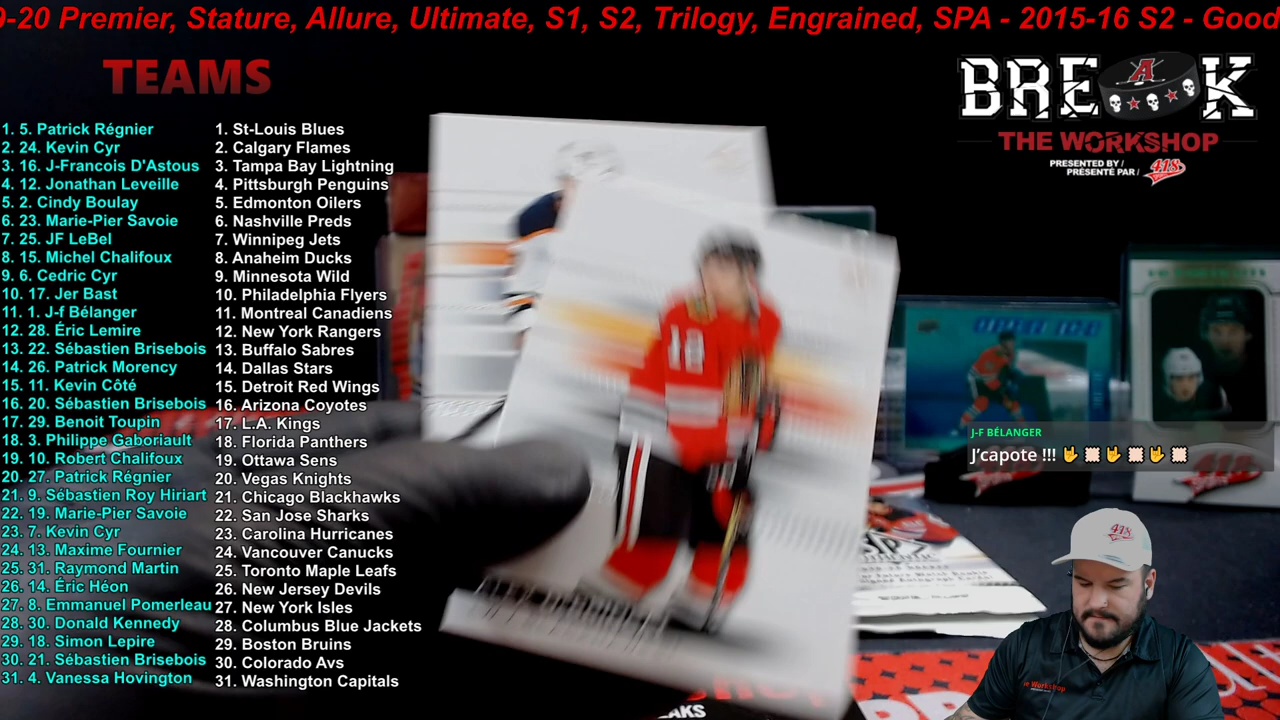 0-20 Premier, Stature, Allure, Ultimate, S1, S2, Trilogy, Engrained, SPA - 2015-16 S2 - Good
TEAMS
1. 5. Patrick Régnier
2. 24. Kevin Cyr
3. 16. J-Francois D'Astous
4. 12. Jonathan Leveille
5. 2. Cindy Boulay
6. 23. Marie-Pier Savoie
7. 25. JF LeBel
8. 15. Michel Chalifoux
9. 6. Cedric Cyr
10. 17. Jer Bast
11. 1. J-f Bélanger
12. 28. Éric Lemire
13. 22. Sébastien Brisebois
14. 26. Patrick Morency
15. 11. Kevin Côté
16. 20. Sébastien Brisebois
17. 29. Benoit Toupin
18. 3. Philippe Gaboriault
19. 10. Robert Chalifoux
20. 27. Patrick Régnier
21. 9. Sébastien Roy Hiriart
22. 19. Marie-Pier Savoie
23. 7. Kevin Cyr
24. 13. Maxime Fournier
25. 31. Raymond Martin
26. 14. Éric Héon
27. 8. Emmanuel Pomerleau
28. 30. Donald Kennedy
29. 18. Simon Lepire
30. 21. Sébastien Brisebois
31. 4. Vanessa Hovington
1. St-Louis Blues
2. Calgary Flames
3. Tampa Bay Lightning
4. Pittsburgh Penguins
5. Edmonton Oilers
6. Nashville Preds
7. Winnipeg Jets
8. Anaheim Ducks
9. Minnesota Wild
10. Philadelphia Flyers
11. Montreal Canadiens
12. New York Rangers
13. Buffalo Sabres
14. Dallas Stars
15. Detroit Red Wings
16. Arizona Coyotes
17. L.A. Kings
18. Florida Panthers
19. Ottawa Sens
20. Vegas Knights
21. Chicago Blackhawks
22. San Jose Sharks
23. Carolina Hurricanes
24. Vancouver Canucks
25. Toronto Maple Leafs
26. New Jersey Devils
27. New York Isles
28. Columbus Blue Jackets
29. Boston Bruins
30. Colorado Avs
31. Washington Capitals
BREAK
THE WORKSHOP
PRESENTED BY /
PRÉSENTÉ PAR /
418
18
J-F BÉLANGER
J'capote !!!
418